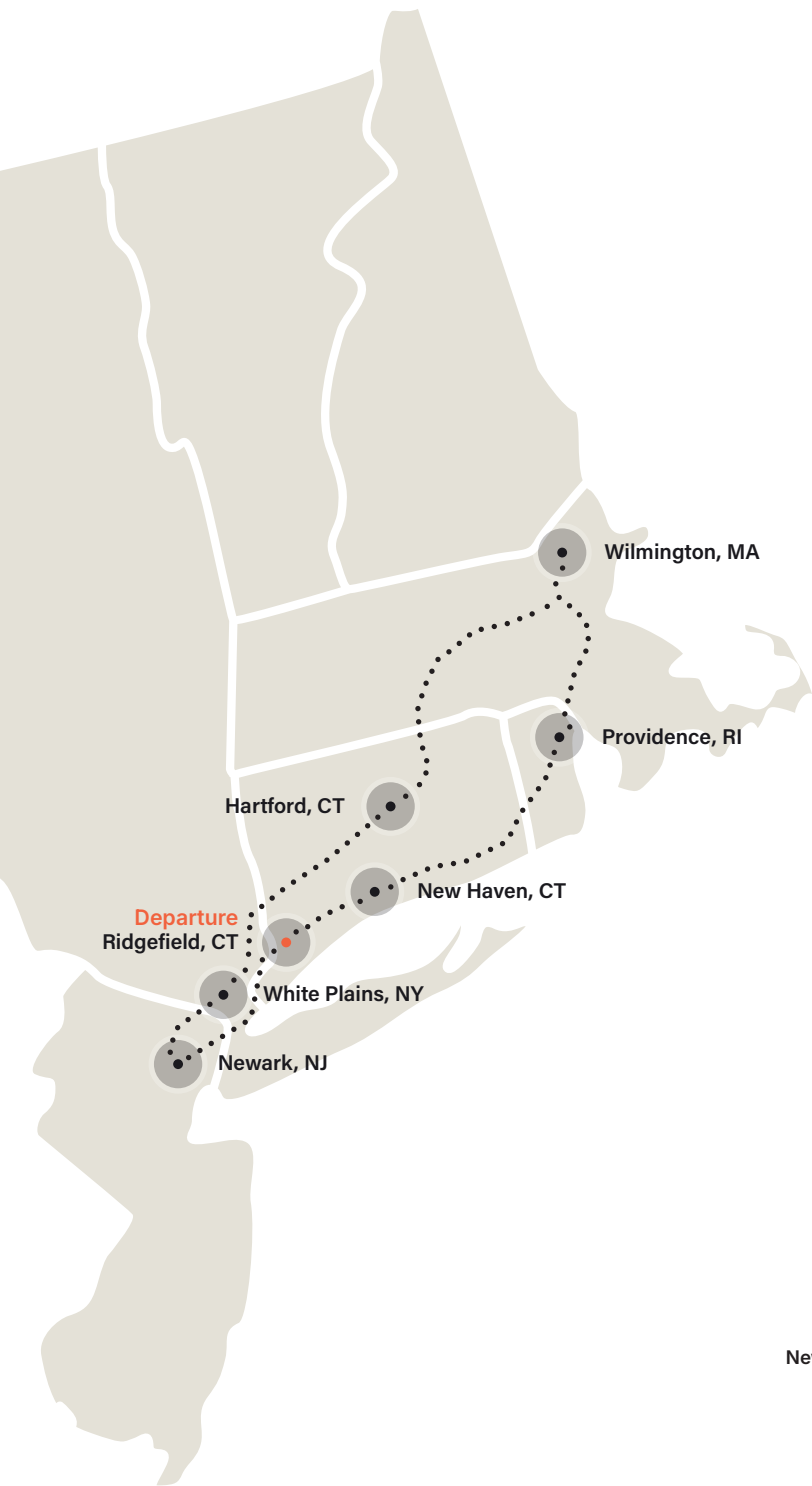 Wilmington, MA
Providence, RI
Hartford, CT
New Haven, CT
Departure
Ridgefield, CT
White Plains, NY
Newark, NJ